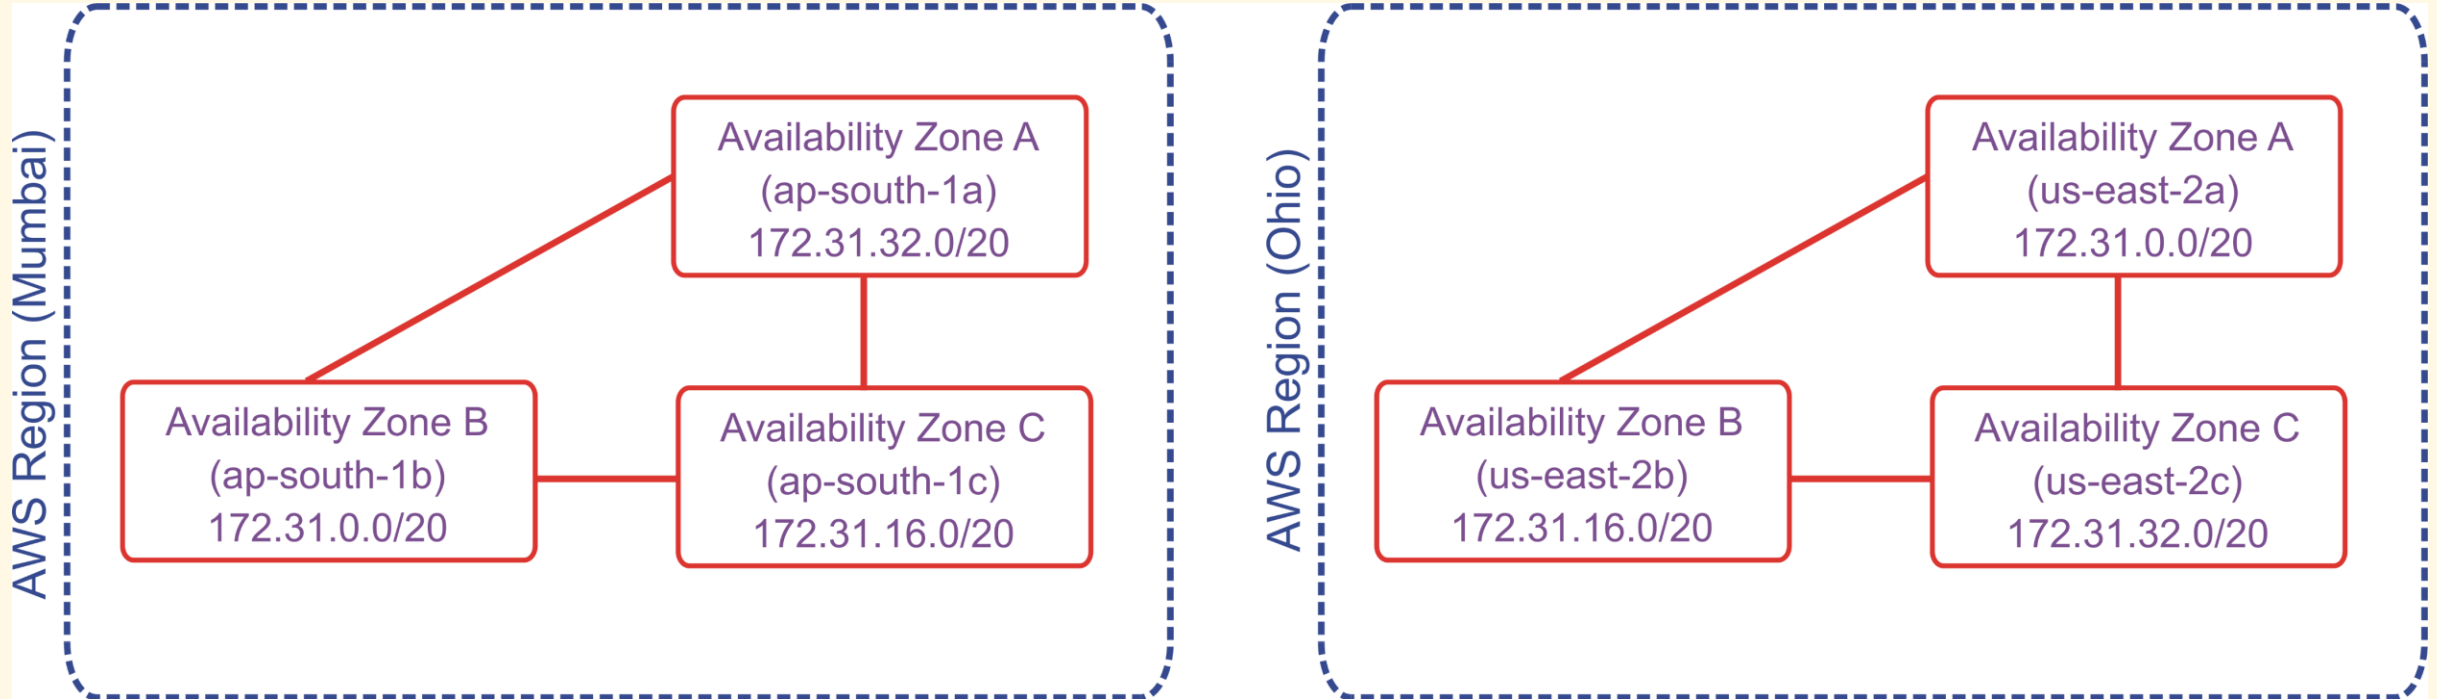 AWS Region (Mumbai)
Availability Zone A
(ap-south-1a)
172.31.32.0/20
Availability Zone B
(ap-south-1b)
172.31.0.0/20
Availability Zone C
(ap-south-1c)
172.31.16.0/20
AWS Region (Ohio)
Availability Zone A
(us-east-2a)
172.31.0.0/20
Availability Zone B
(us-east-2b)
172.31.16.0/20
Availability Zone C
(us-east-2c)
172.31.32.0/20